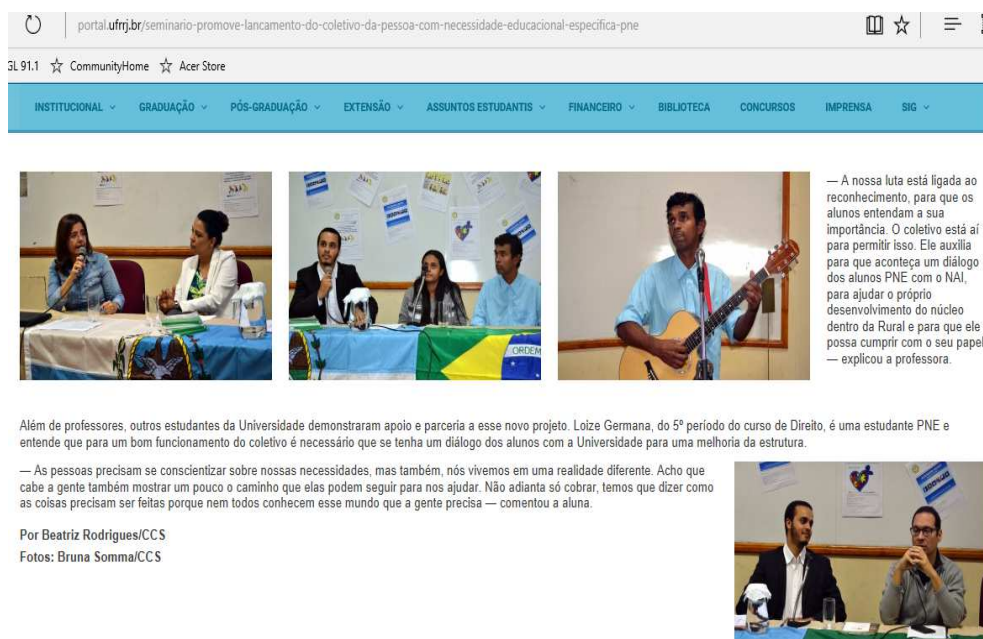 portal.ufrrj.br/seminario-promove-lancamento-do-coletivo-da-pessoa-com-necessidade-educacional-especifica-pne
GL 91.1 CommunityHome Acer Store
INSTITUCIONAL GRADUAÇÃO PÓS-GRADUAÇÃO EXTENSÃO ASSUNTOS ESTUDANTIS FINANCEIRO BIBLIOTECA CONCURSOS IMPRENSA SIG
— A nossa luta está ligada ao
reconhecimento, para que os
alunos entendam a sua
importância. O coletivo está aí
para permitir isso. Ele auxilia
para que aconteça um diálogo
dos alunos PNE com o NAI,
para ajudar o próprio
desenvolvimento do núcleo
dentro da Rural e para que ele
possa cumprir com o seu papel
— explicou a professora.
ORDEM
Além de professores, outros estudantes da Universidade demonstraram apoio e parceria a esse novo projeto. Loize Germana, do 5º período do curso de Direito, é uma estudante PNE e
entende que para um bom funcionamento do coletivo é necessário que se tenha um diálogo dos alunos com a Universidade para uma melhoria da estrutura.
— As pessoas precisam se conscientizar sobre nossas necessidades, mas também, nós vivemos em uma realidade diferente. Acho que
cabe a gente também mostrar um pouco o caminho que elas podem seguir para nos ajudar. Não adianta só cobrar, temos que dizer como
as coisas precisam ser feitas porque nem todos conhecem esse mundo que a gente precisa — comentou a aluna.
Por Beatriz Rodrigues/CCS
Fotos: Bruna Somma/CCS